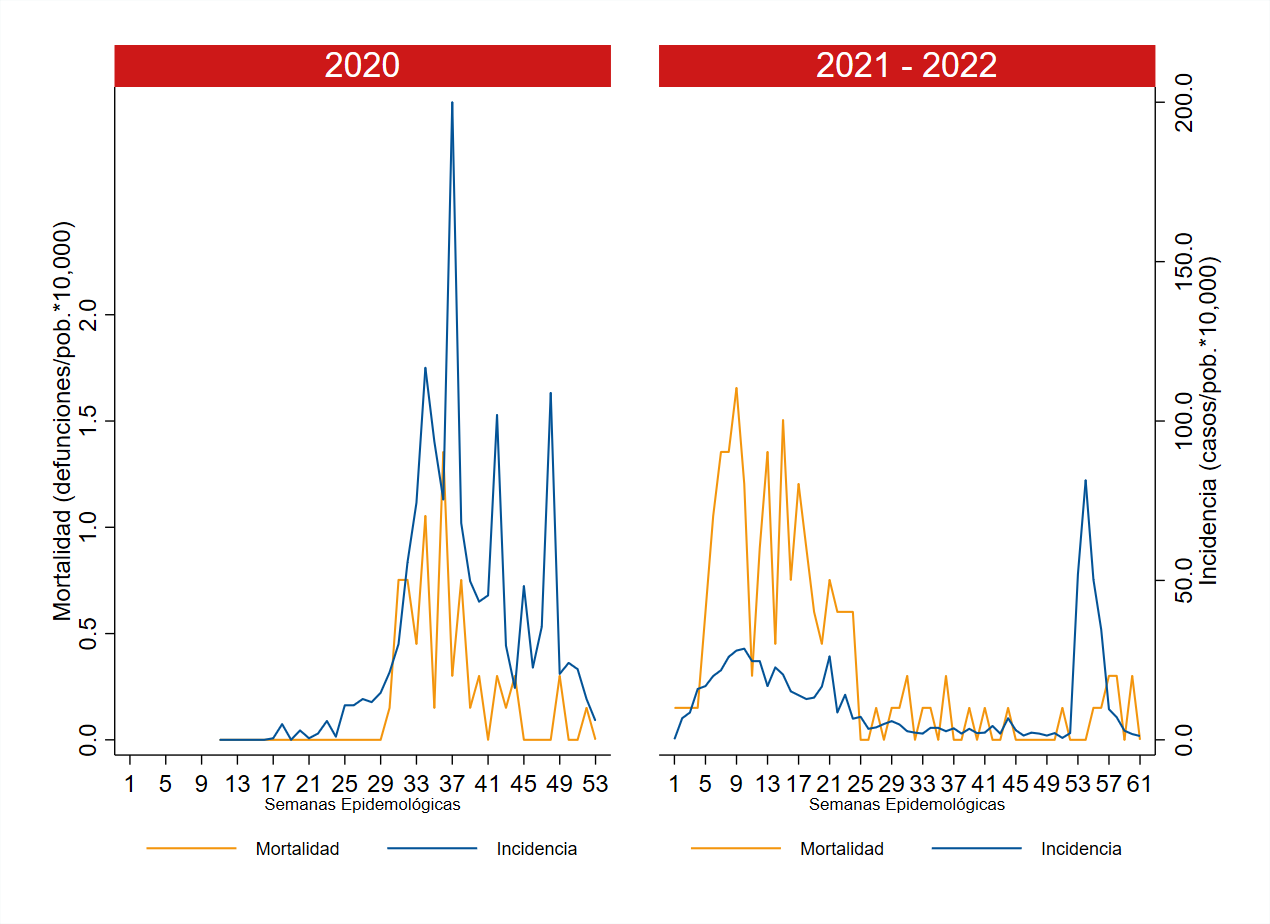 2020
2021 - 2022
Mortalidad (defunciones/pob.*10,000)
2.0
1.5
1.0
0.5
0.0
200.0
150.0
100.0
50.0
0.0
Incidencia (casos/pob.*10,000)
1 5 9 13 17 21 25 29 33 37 41 45 49 53
Semanas Epidemológicas
1 5 9 13 17 21 25 29 33 37 41 45 49 53 57 61
Semanas Epidemológicas
Mortalidad Incidencia
Mortalidad Incidencia